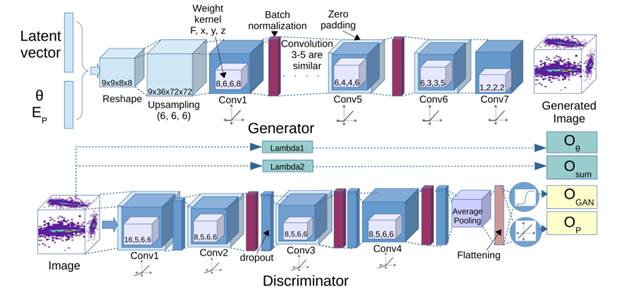 Latent
vector
θ
E_P
9x9x8x8
Reshape
9x36x72x72
Upsampling
(6, 6, 6)
Weight
kernel
F, x, y, z
8,6,6,8
Conv1
Batch
normalization
Convolution
3-5 are
similar
. . . . .
Zero
padding
6,4,4,6
Conv5
6,3,3,5
Conv6
1,2,2,2
Conv7
Generated
Image
Generator
Lambda1
Lambda2
O_θ
O_sum
O_GAN
O_P
Image
16,5,6,6
Conv1
8,5,6,6
Conv2
dropout
8,5,6,6
Conv3
8,5,6,6
Conv4
Average
Pooling
Flattening
Discriminator